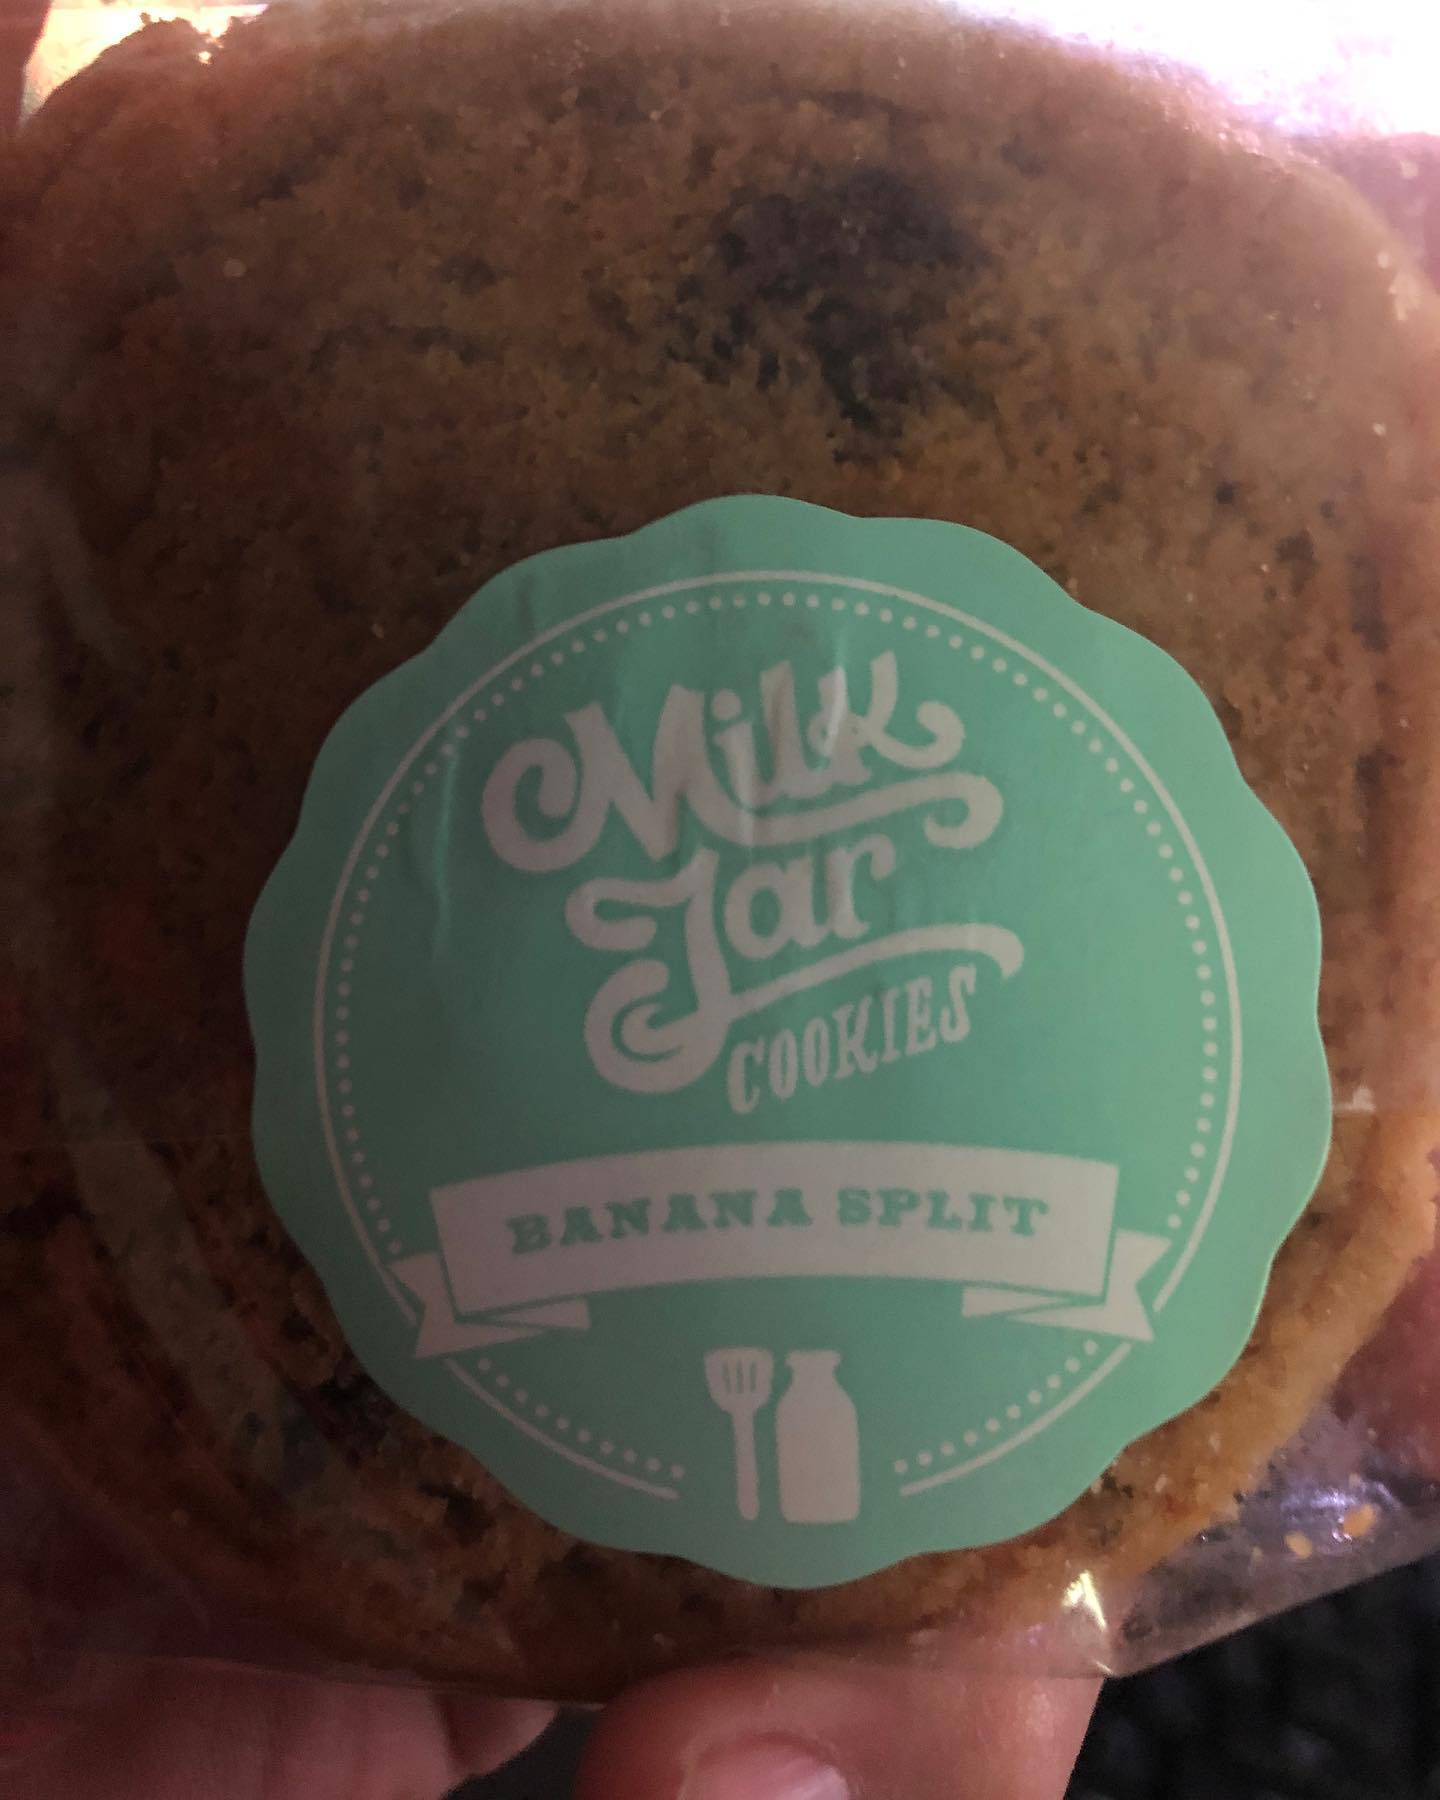 Milk
Jar
COOKIES
BANANA SPLIT